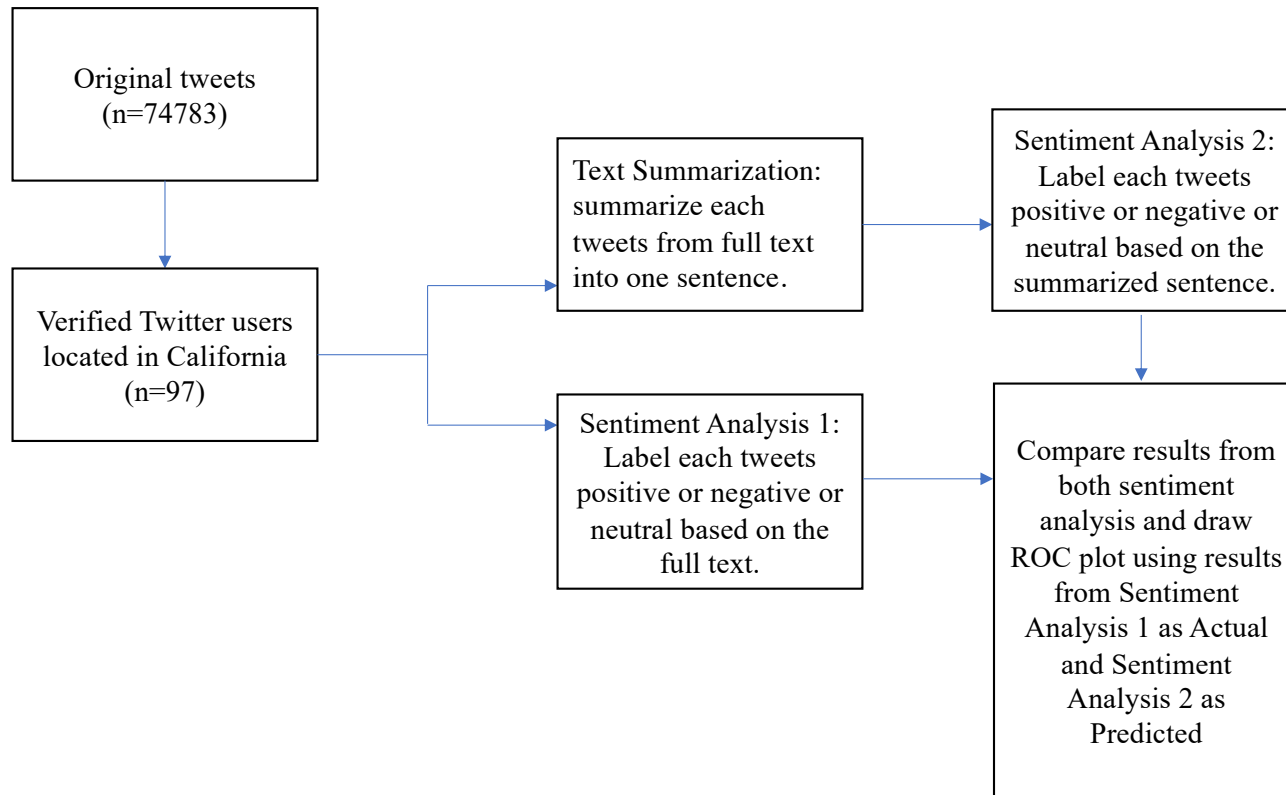 Original tweets
(n=74783)
Verified Twitter users
located in California
(n=97)
Text Summarization:
summarize each
tweets from full text
into one sentence.
Sentiment Analysis 2:
Label each tweets
positive or negative or
neutral based on the
summarized sentence.
Sentiment Analysis 1:
Label each tweets
positive or negative or
neutral based on the
full text.
Compare results from
both sentiment
analysis and draw
ROC plot using results
from Sentiment
Analysis 1 as Actual
and Sentiment
Analysis 2 as
Predicted